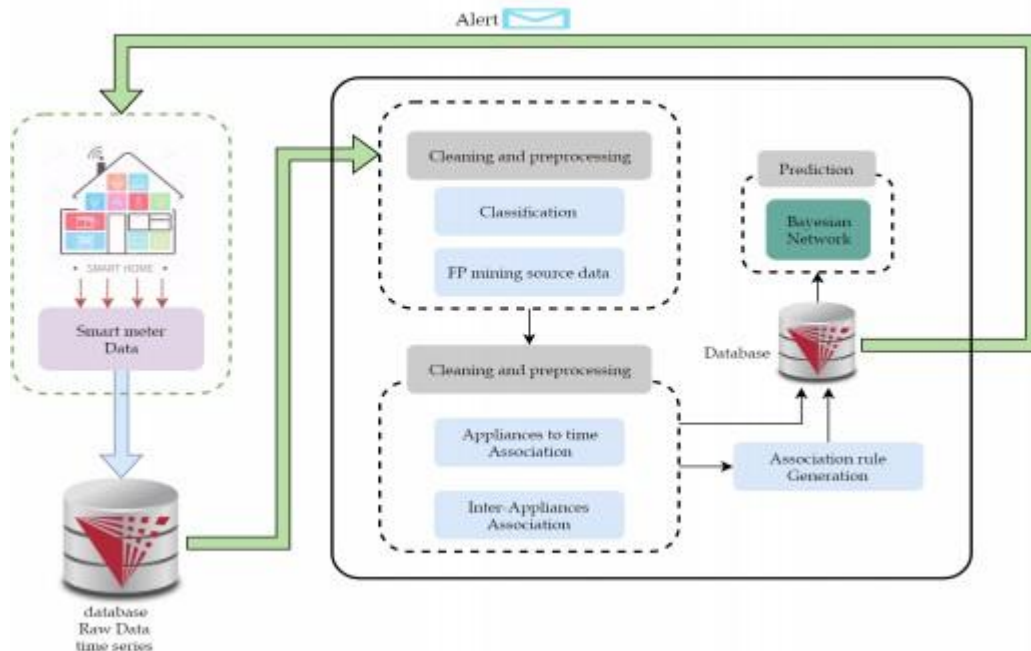 Alert
Cleaning and preprocessing
Classification
FP mining source data
Prediction
Bayesian
Network
SMART HOME
Smart meter
Data
Database
Cleaning and preprocessing
Appliances to time
Association
Inter-Appliances
Association
Association rule
Generation
database
Raw Data
time series